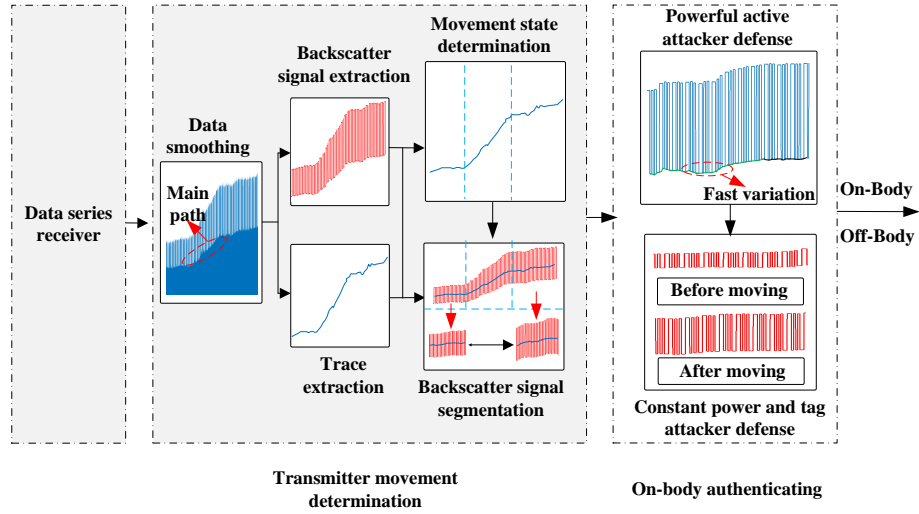 Data series
receiver
Data
smoothing
Main
path
Backscatter
signal extraction
Trace
extraction
Movement state
determination
Backscatter signal
segmentation
Transmitter movement
determination
Powerful active
attacker defense
Fast variation
Before moving
After moving
Constant power and tag
attacker defense
On-body authenticating
On-Body
Off-Body